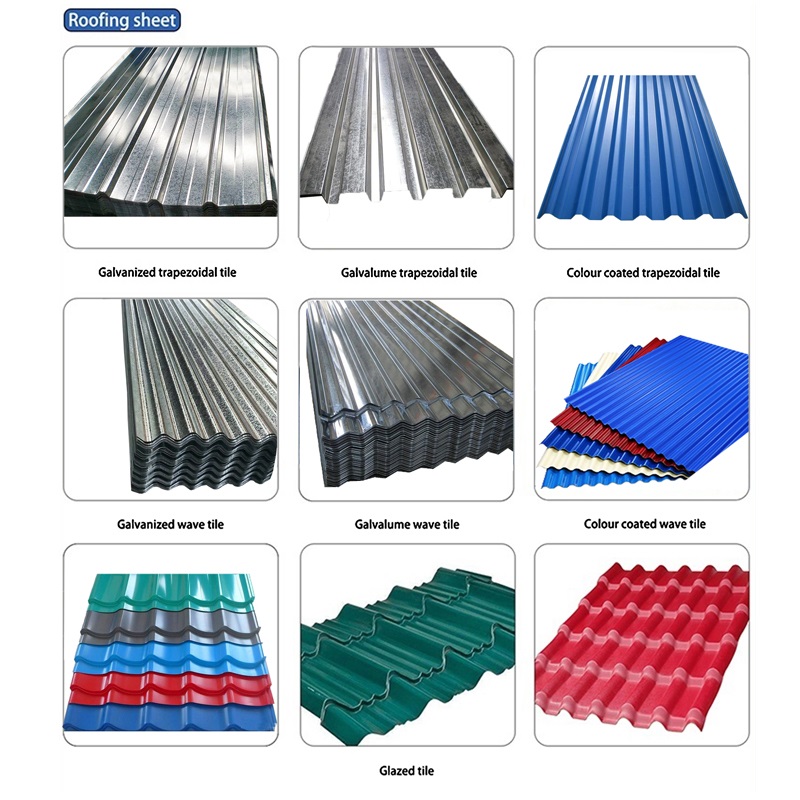 Roofing sheet
Galvanized trapezoidal tile
Galvalume trapezoidal tile
Colour coated trapezoidal tile
Galvanized wave tile
Galvalume wave tile
Colour coated wave tile
Glazed tile